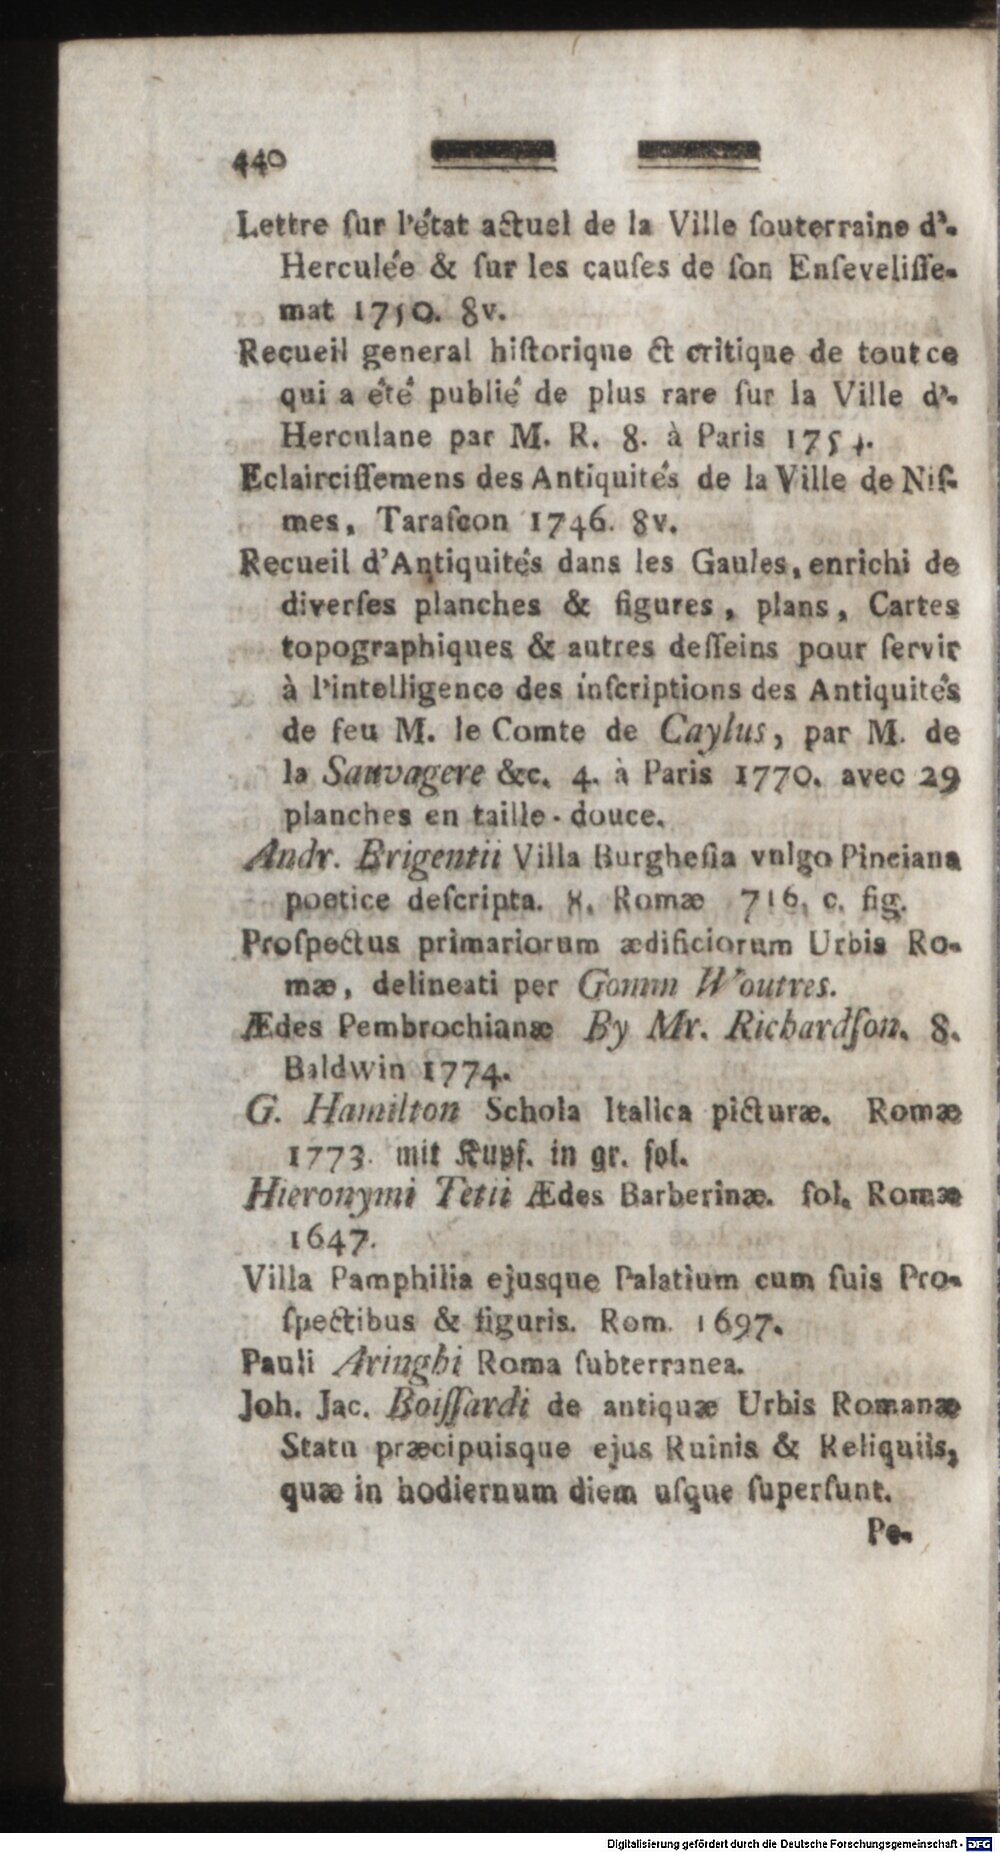 440
Lettre ſur l'état actuel de la Ville ſouterraine d'-
Herculée & ſur les cauſes de ſon Enſeveliſſe-
mat 1750. 8v.
Recueil general hiſtorique et critique de tout ce
qui a été publié de plus rare ſur la Ville d'-
Herculane par M. R. 8. à Paris 1754.
Eclairciſſemens des Antiquités de la Ville de Niſ-
mes, Taraſcon 1746. 8v.
Recueil d'Antiquités dans les Gaules, enrichi de
diverſes planches & figures, plans, Cartes
topographiques & autres deſſeins pour ſervir
à l'intelligence des inſcriptions des Antiquités
de feu M. le Comte de Caylus, par M. de
la Sauvagere &c. 4. à Paris 1770. avec 29
planches en taille-douce.
Andr. Brigentii Villa Burgheſia vulgo Pinciana
poetice deſcripta. 8. Romæ 716. c. fig.
Proſpectus primariorum ædificiorum Urbis Ro-
mæ, delineati per Gomm Woutres.
Ædes Pembrochianæ By Mr. Richardſon. 8.
Baldwin 1774.
G. Hamilton Schola Italica picturæ. Romæ
1773. mit Kupf. in gr. fol.
Hieronymi Tetii Ædes Barberinæ. fol. Romæ
1647.
Villa Pamphilia ejusque Palatium cum ſuis Pro-
ſpectibus & figuris. Rom. 1697.
Pauli Aringhi Roma ſubterranea.
Joh. Jac. Boiſſardi de antiquæ Urbis Romanæ
Statu præcipuisque ejus Ruinis & Reliquiis,
quæ in hodiernum diem uſque ſuperſunt.
Pe-
Digitalisierung gefördert durch die Deutsche Forschungsgemeinschaft - DFG